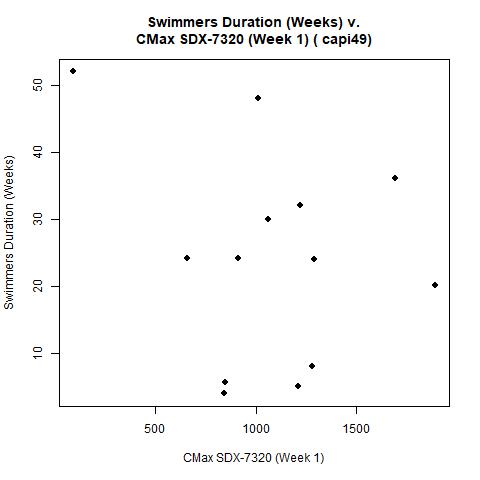 Swimmers Duration (Weeks) v.
CMax SDX-7320 (Week 1) ( capi49)
Swimmers Duration (Weeks)
50
40
30
20
10
500
1000
1500
CMax SDX-7320 (Week 1)